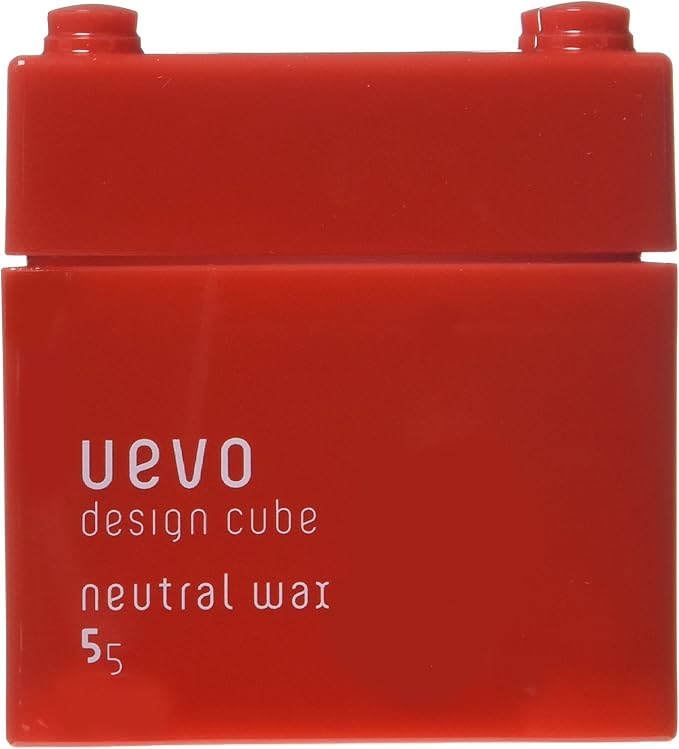 uevo
design cube
neutral wax
55